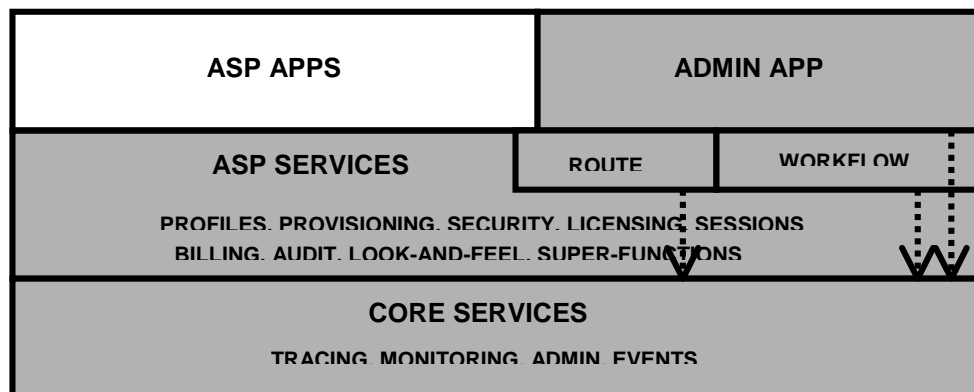 ASP APPS
ADMIN APP
ASP SERVICES
ROUTE
WORKFLOW
PROFILES, PROVISIONING, SECURITY, LICENSING, SESSIONS
BILLING, AUDIT, LOOK-AND-FEEL, SUPER-FUNCTIONS
CORE SERVICES
TRACING, MONITORING, ADMIN, EVENTS